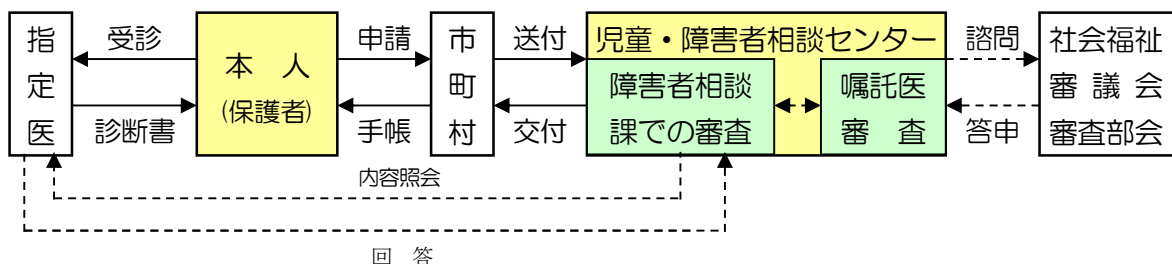 指定医
受診
診断書
本 人
(保護者)
申請
手帳
市町村
送付
交付
児童・障害者相談センター
障害者相談
課での審査
嘱託医
審 査
諮問
答申
社会福祉
審 議 会
審査部会
内容照会
回 答